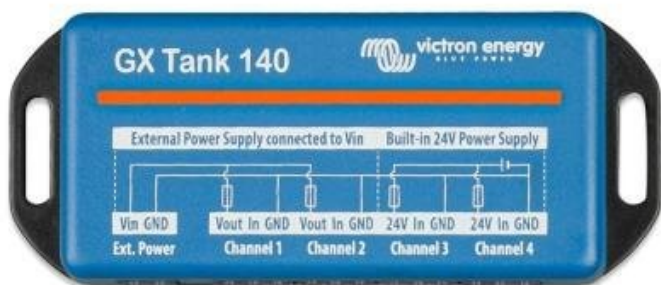 GX Tank 140
victron energy
BLUE POWER
External Power Supply connected to Vin
Built-in 24V Power Supply
Vin GND
Vout In GND
Vout In GND
24V In GND
24V In GND
Ext. Power
Channel 1
Channel 2
Channel 3
Channel 4